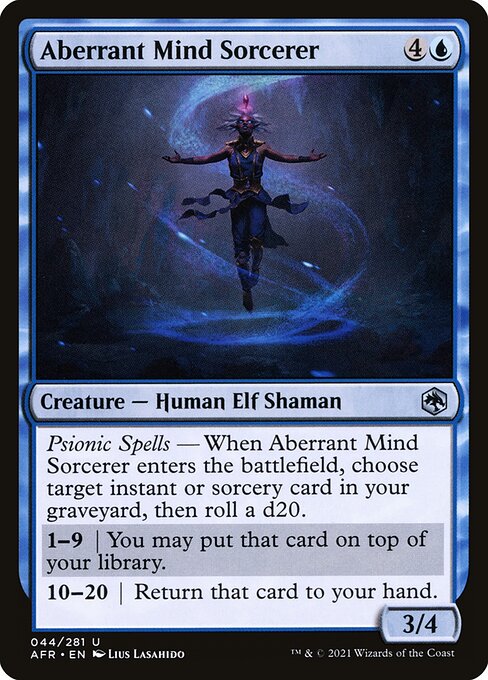 Aberrant Mind Sorcerer 4
Creature — Human Elf Shaman
Psionic Spells — When Aberrant Mind
Sorcerer enters the battlefield, choose
target instant or sorcery card in your
graveyard, then roll a d20.
1–9 | You may put that card on top of
your library.
10–20 | Return that card to your hand.
3/4
044/281 U
AFR • EN Lius Lasahido
™ & © 2021 Wizards of the Coast